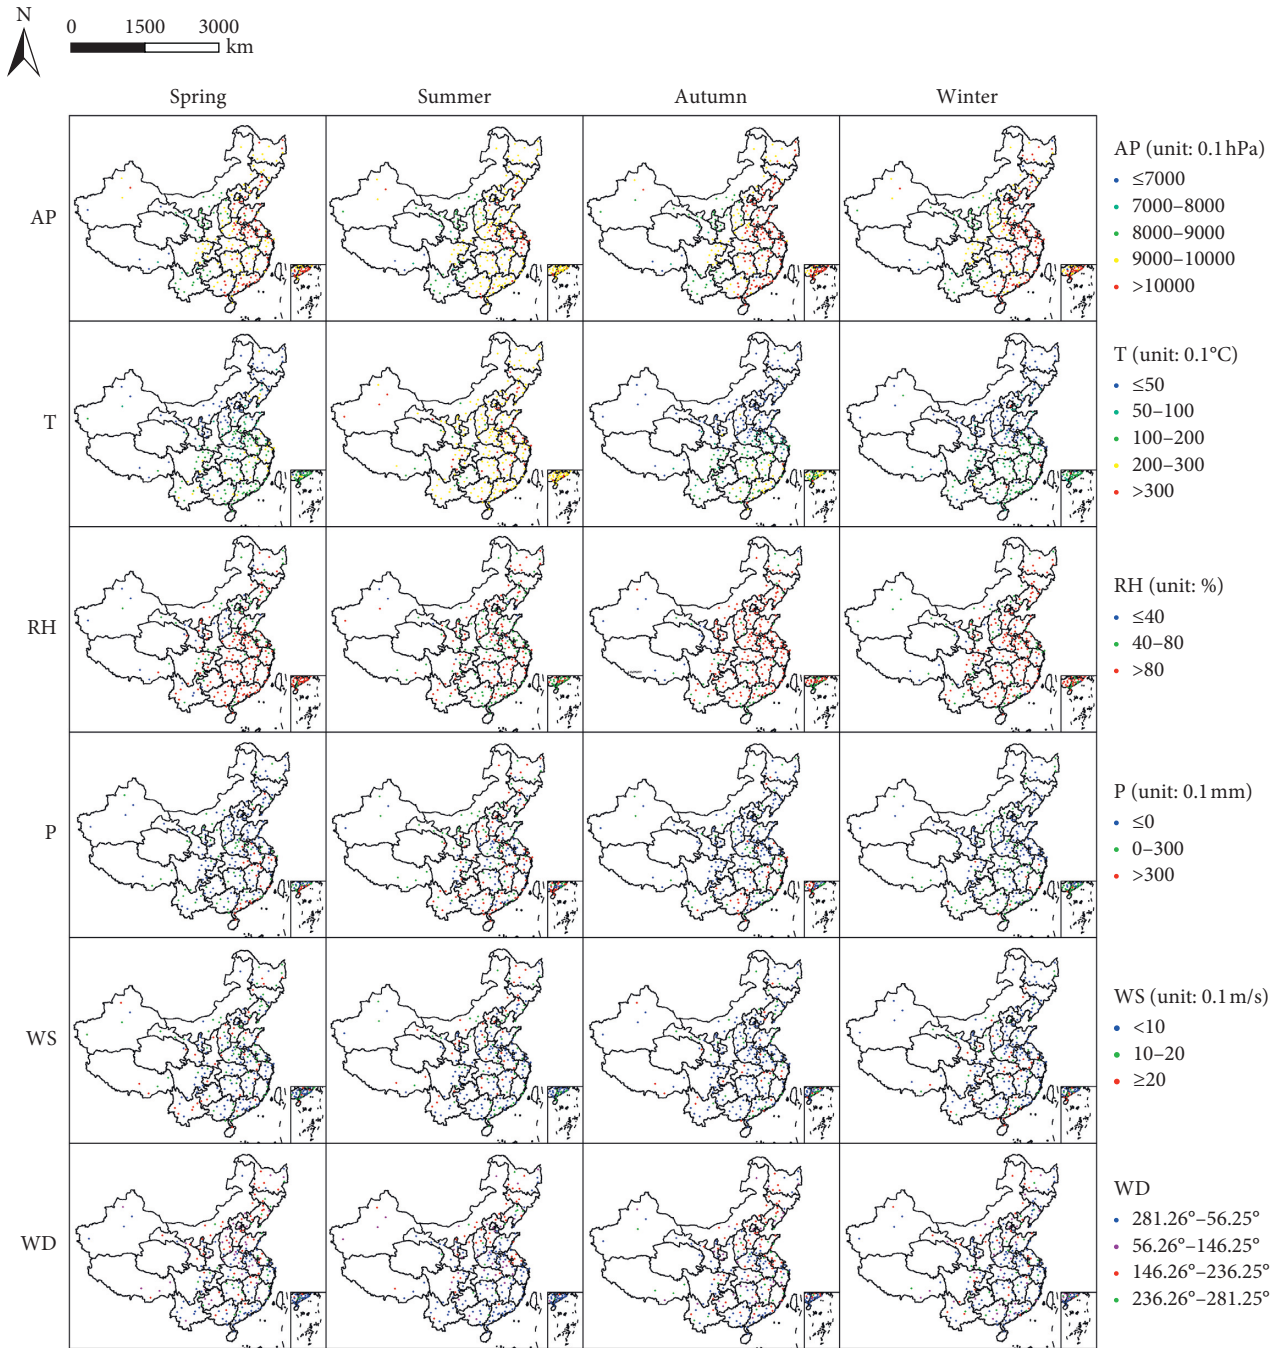 N
0 1500 3000
km
Spring Summer Autumn Winter
AP
AP (unit: 0.1 hPa)
≤7000
7000–8000
8000–9000
9000–10000
>10000
T
T (unit: 0.1°C)
≤50
50–100
100–200
200–300
>300
RH
RH (unit: %)
≤40
40–80
>80
P
P (unit: 0.1 mm)
≤0
0–300
>300
WS
WS (unit: 0.1 m/s)
<10
10–20
≥20
WD
WD
281.26°–56.25°
56.26°–146.25°
146.26°–236.25°
236.26°–281.25°